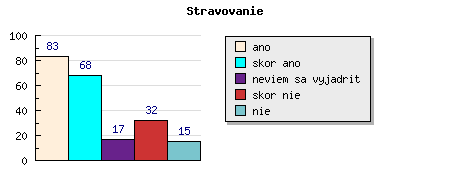 Stravovanie
100
80
60
40
20
0
83
68
17
32
15
ano
skor ano
neviem sa vyjadrit
skor nie
nie